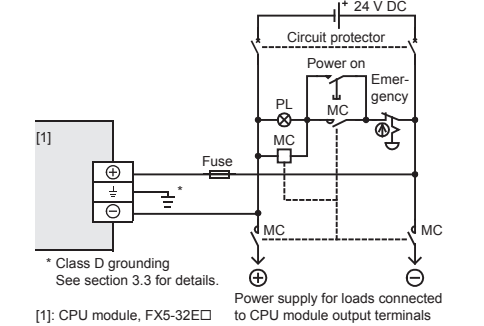 + 24 V DC
Circuit protector
Power on
Emer-
gency
PL
MC
MC
[1]
Fuse
+
*
−
MC
MC
* Class D grounding
See section 3.3 for details.
+
−
Power supply for loads connected
to CPU module output terminals
[1]: CPU module, FX5-32E□